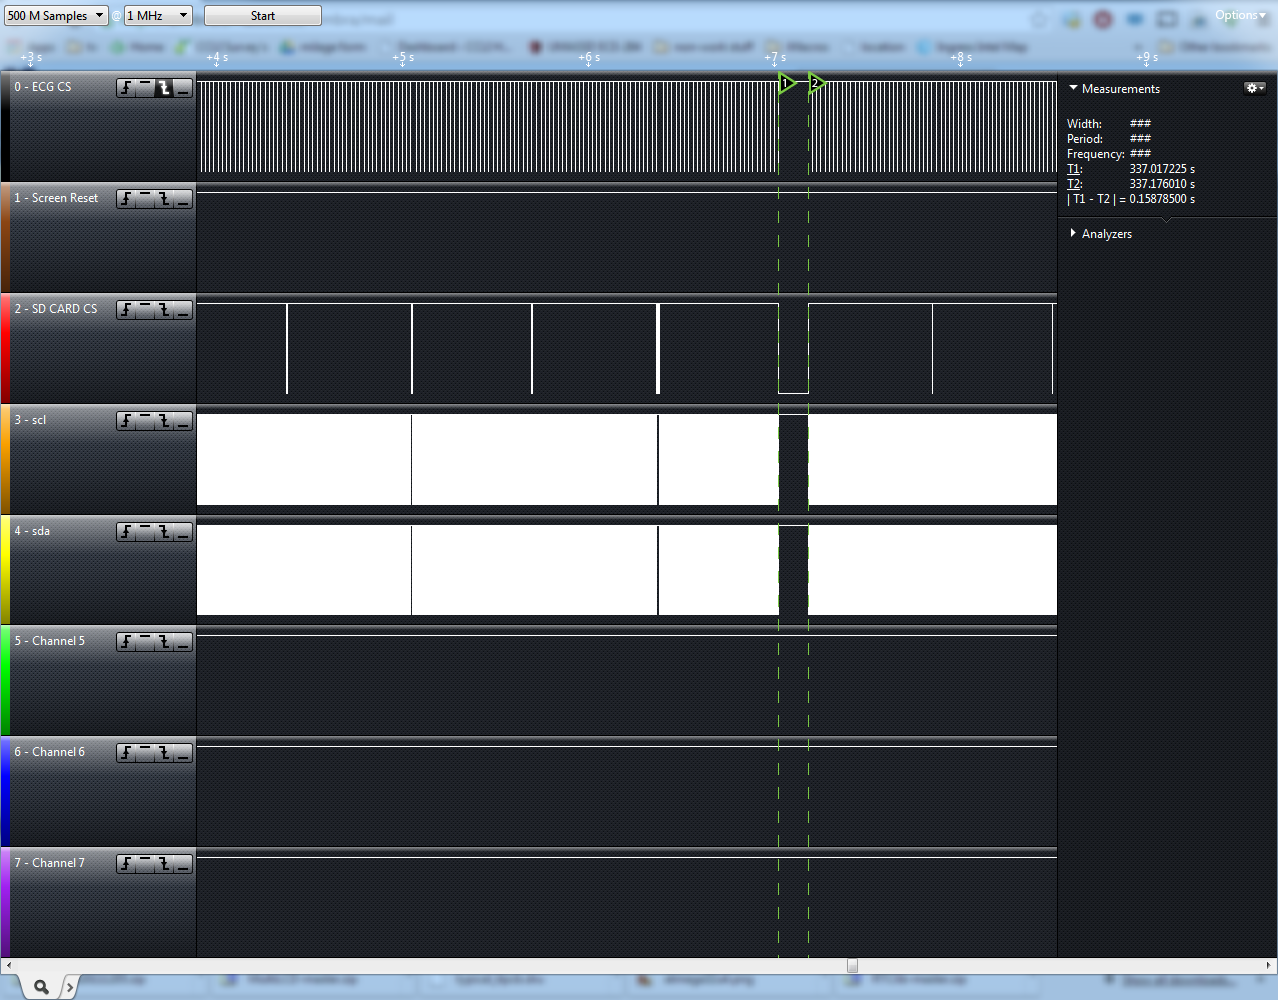 500 M Samples @ 1 MHz Start Options
+3 s +4 s +5 s +6 s +7 s +8 s +9 s
0 - ECG CS
1 2
Measurements
Width: ###
Period: ###
Frequency: ###
T1: 337.017225 s
T2: 337.176010 s
| T1 - T2 | = 0.15878500 s
1 - Screen Reset
Analyzers
2 - SD CARD CS
3 - scl
4 - sda
5 - Channel 5
6 - Channel 6
7 - Channel 7